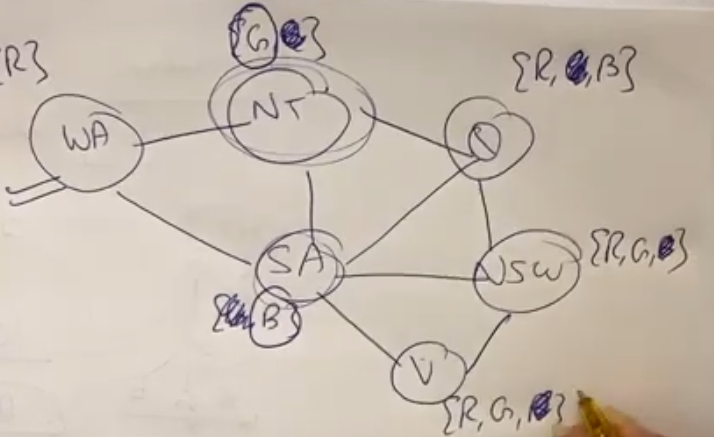 {G, }
R}
{R, , B}
WA
NT
Q
SA
NSW
{R, G, }
{ B}
V
{R, G, }